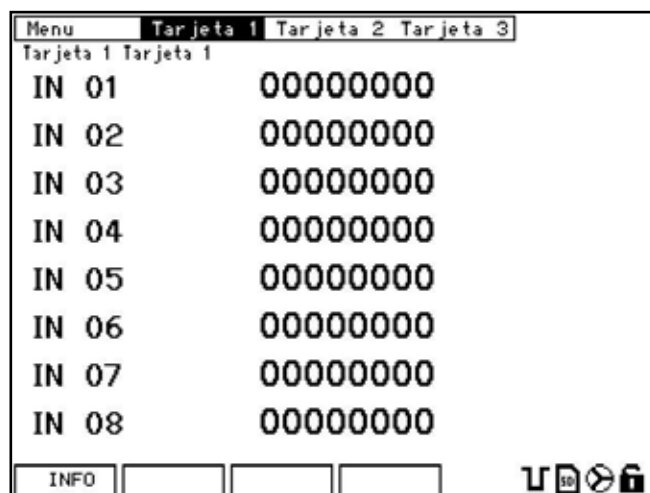 Menu Tarjeta 1 Tarjeta 2 Tarjeta 3
Tarjeta 1 Tarjeta 1
IN 01 00000000
IN 02 00000000
IN 03 00000000
IN 04 00000000
IN 05 00000000
IN 06 00000000
IN 07 00000000
IN 08 00000000
INFO SD